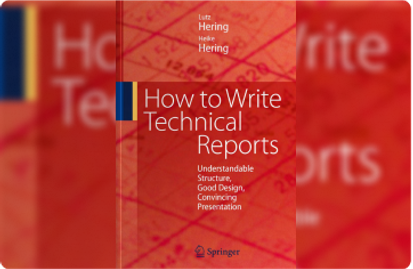 Lutz
Hering
Heike
Hering
How to Write
Technical
Reports
Understandable
Structure,
Good Design,
Convincing
Presentation
Springer